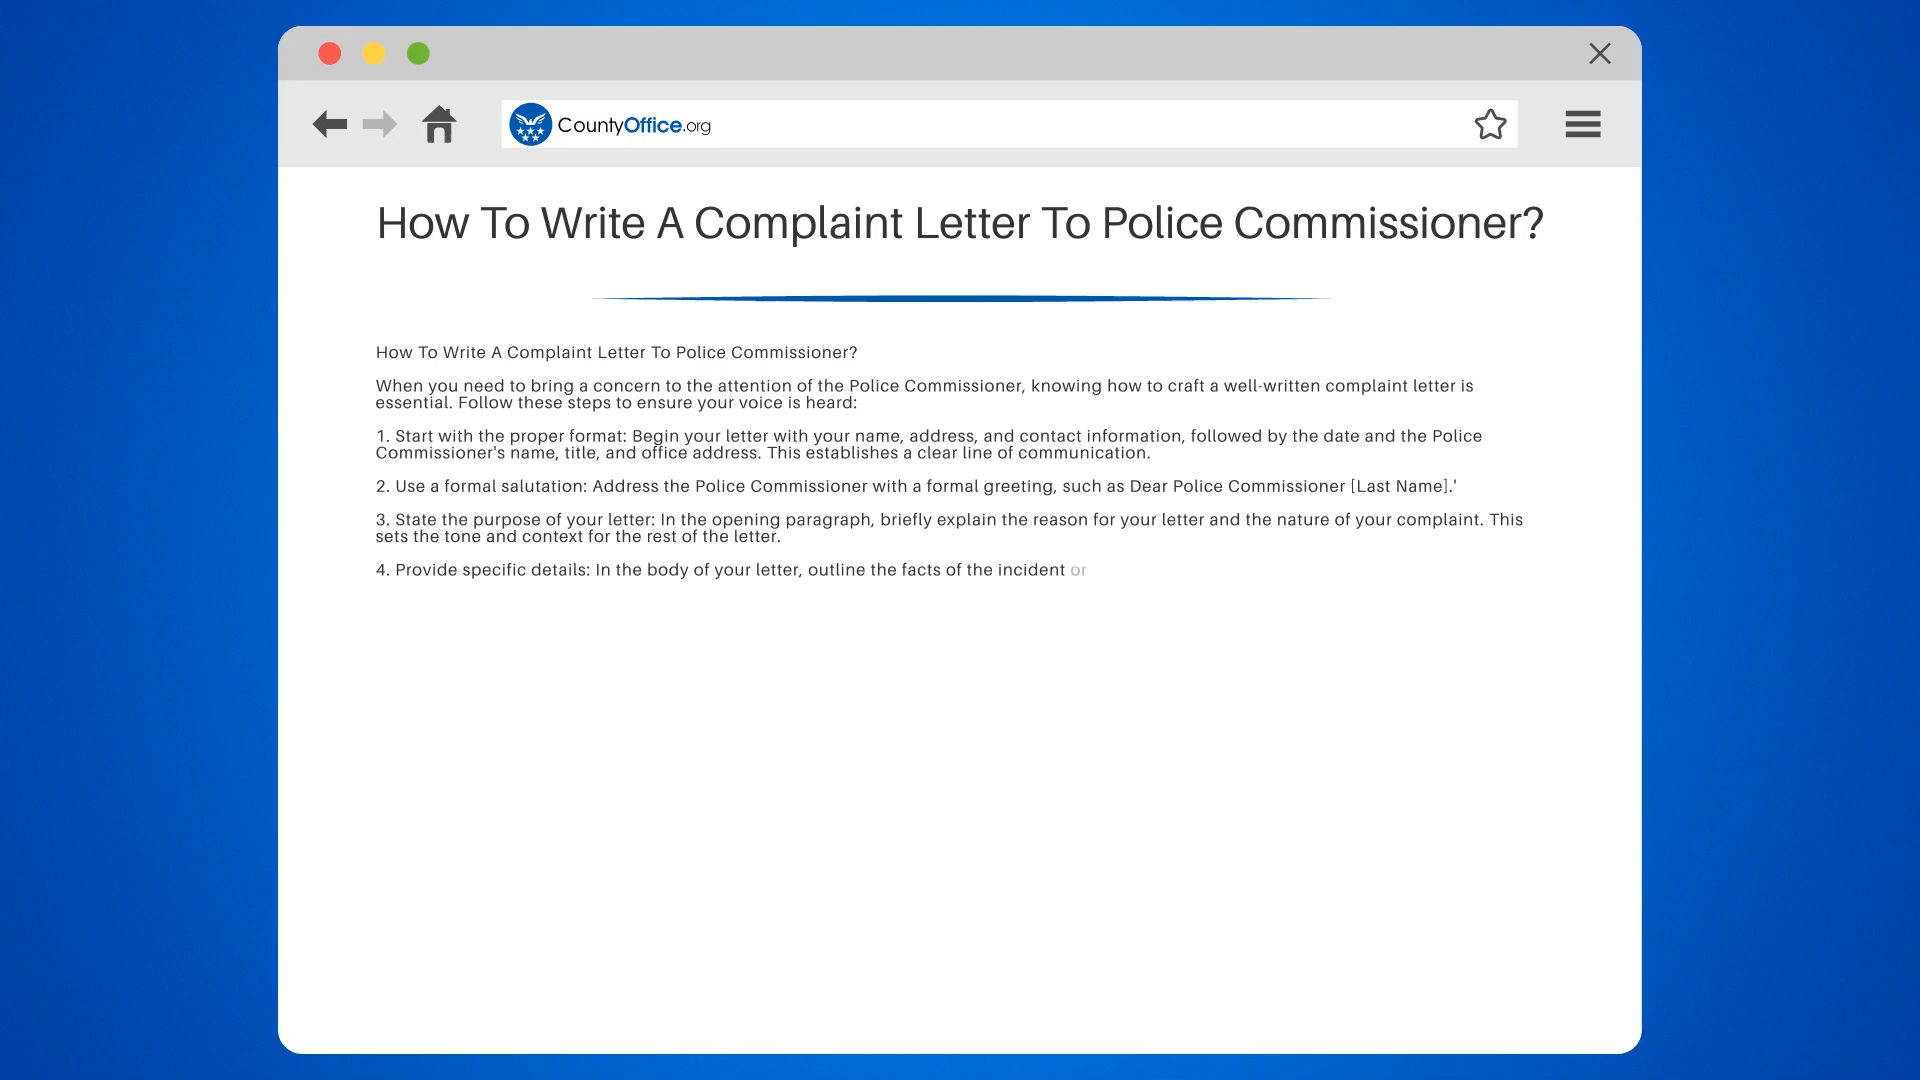 CountyOffice.org
How To Write A Complaint Letter To Police Commissioner?
How To Write A Complaint Letter To Police Commissioner?
When you need to bring a concern to the attention of the Police Commissioner, knowing how to craft a well-written complaint letter is
essential. Follow these steps to ensure your voice is heard:
1. Start with the proper format: Begin your letter with your name, address, and contact information, followed by the date and the Police
Commissioner's name, title, and office address. This establishes a clear line of communication.
2. Use a formal salutation: Address the Police Commissioner with a formal greeting, such as Dear Police Commissioner [Last Name].'
3. State the purpose of your letter: In the opening paragraph, briefly explain the reason for your letter and the nature of your complaint. This
sets the tone and context for the rest of the letter.
4. Provide specific details: In the body of your letter, outline the facts of the incident or